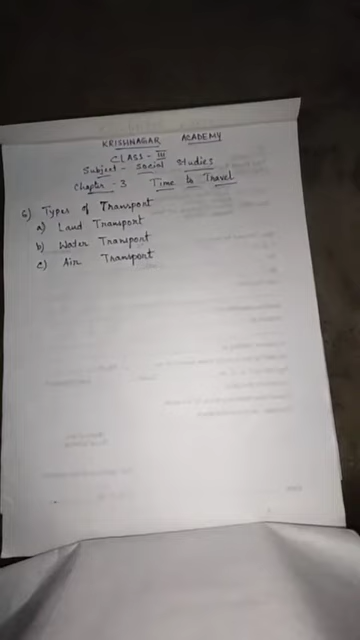 KRISHNAGAR ACADEMY
CLASS - III
Subject - Social Studies
Chapter - 3 Time to Travel
6) Types of Transport
a) Land Transport
b) Water Transport
c) Air Transport